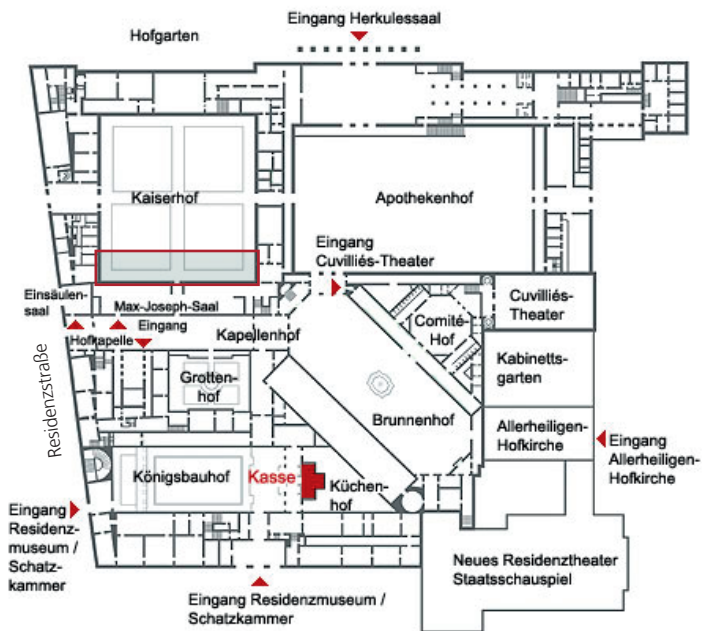 Eingang Herkulessaal
Hofgarten
Kaiserhof
Apothekenhof
Eingang
Cuvilliés-Theater
Einsäulen-
saal
Max-Joseph-Saal
Eingang
Hofkapelle
Kapellenhof
Comité-
Hof
Cuvilliés-
Theater
Grotten-
hof
Kabinetts-
garten
Residenzstraße
Brunnenhof
Allerheiligen-
Hofkirche
Eingang
Allerheiligen-
Hofkirche
Königsbauhof
Kasse
Küchen-
hof
Eingang
Residenz-
museum /
Schatz-
kammer
Neues Residenztheater
Staatsschauspiel
Eingang Residenzmuseum /
Schatzkammer